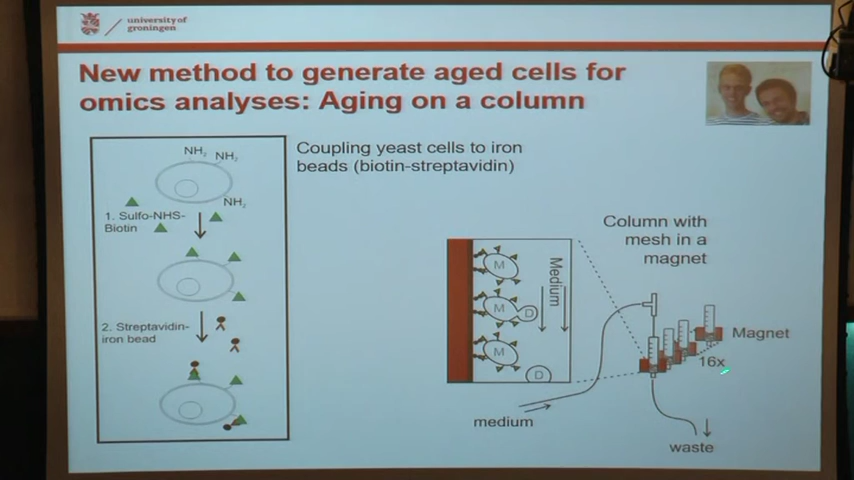 university of
groningen
New method to generate aged cells for
omics analyses: Aging on a column
NH2
NH2
NH2
1. Sulfo-NHS-
Biotin
2. Streptavidin-
iron bead
Coupling yeast cells to iron
beads (biotin-streptavidin)
Column with
mesh in a
magnet
M
M
M
D
D
Medium
Magnet
16x
medium
waste